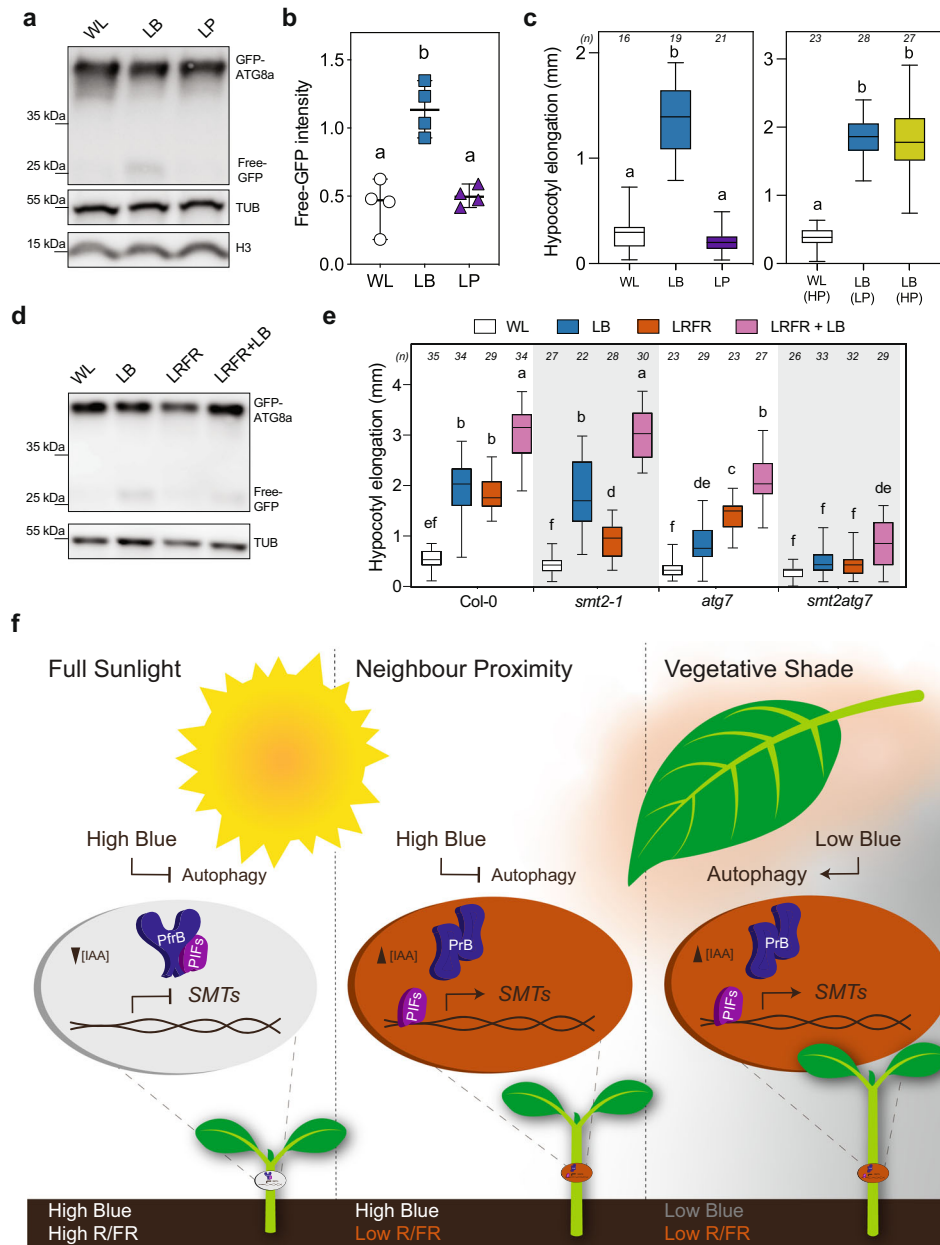 a
WL LB LP
GFP-
ATG8a
35 kDa
25 kDa
Free-
GFP
55 kDa
TUB
15 kDa
H3
b
Free-GFP intensity
1.5
1.0
0.5
0.0
a
b
a
WL LB LP
c
Hypocotyl elongation (mm)
(n) 16 19 21
2
1
0
a
b
a
WL LB LP
23 28 27
3
2
1
0
a
b
b
WL (HP)
LB (LP)
LB (HP)
d
WL LB LRFR LRFR+LB
GFP-
ATG8a
35 kDa
25 kDa
Free-
GFP
55 kDa
TUB
e
WL LB LRFR LRFR + LB
Hypocotyl elongation (mm)
(n) 35 34 29 34 27 22 28 30 23 29 23 27 26 33 32 29
4
3
2
1
0
ef b b a f b d a f de c b f f f de
Col-0 smt2-1 atg7 smt2atg7
f
Full Sunlight
Neighbour Proximity
Vegetative Shade
High Blue
Autophagy
[IAA]
PfrB
PIFs
SMTs
High Blue
Autophagy
[IAA]
PrB
PIFs
SMTs
Low Blue
Autophagy
[IAA]
PrB
PIFs
SMTs
High Blue
High R/FR
High Blue
Low R/FR
Low Blue
Low R/FR